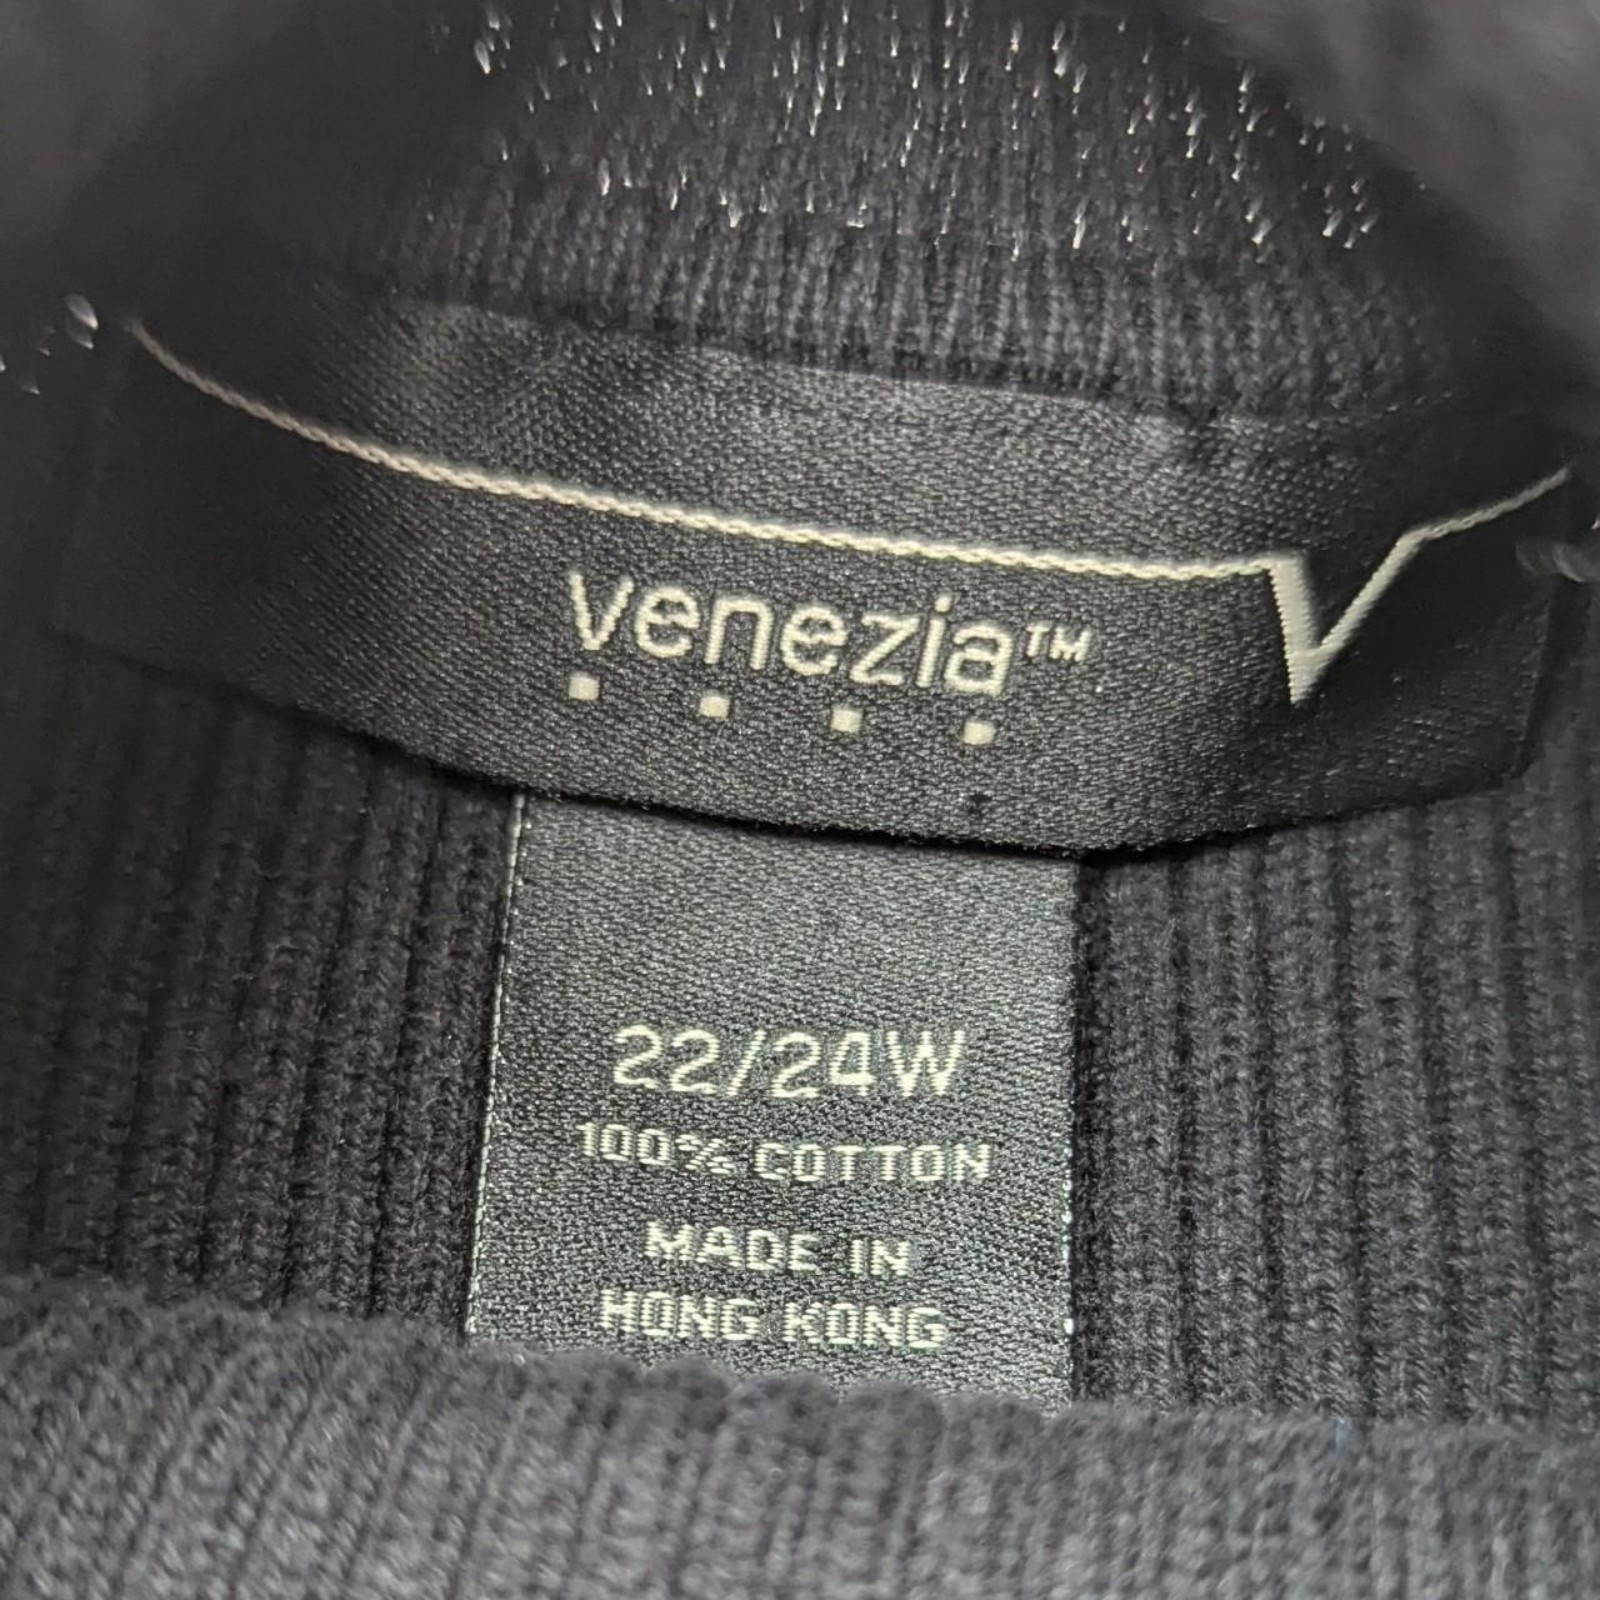 venezia™
V
22/24W
100% COTTON
MADE IN
HONG KONG